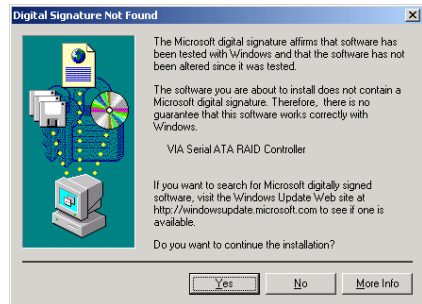 Digital Signature Not Found
The Microsoft digital signature affirms that software has
been tested with Windows and that the software has not
been altered since it was tested.
The software you are about to install does not contain a
Microsoft digital signature. Therefore, there is no
guarantee that this software works correctly with
Windows.
VIA Serial ATA RAID Controller
If you want to search for Microsoft digitally signed
software, visit the Windows Update Web site at
http://windowsupdate.microsoft.com to see if one is
available.
Do you want to continue the installation?
Yes No More Info